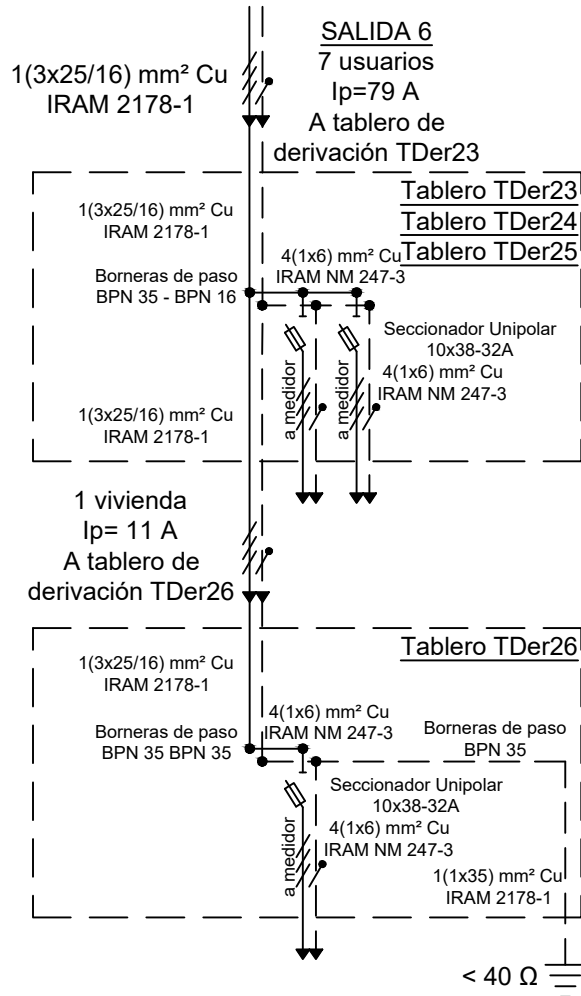 SALIDA 6
7 usuarios
Ip=79 A
A tablero de
derivación TDer23
1(3x25/16) mm² Cu
IRAM 2178-1
Tablero TDer23
Tablero TDer24
Tablero TDer25
1(3x25/16) mm² Cu
IRAM 2178-1
4(1x6) mm² Cu
IRAM NM 247-3
Borneras de paso
BPN 35 - BPN 16
Seccionador Unipolar
10x38-32A
4(1x6) mm² Cu
IRAM NM 247-3
a medidor
a medidor
1(3x25/16) mm² Cu
IRAM 2178-1
1 vivienda
Ip= 11 A
A tablero de
derivación TDer26
Tablero TDer26
1(3x25/16) mm² Cu
IRAM 2178-1
4(1x6) mm² Cu
IRAM NM 247-3
Borneras de paso
BPN 35 BPN 35
Borneras de paso
BPN 35
Seccionador Unipolar
10x38-32A
4(1x6) mm² Cu
IRAM NM 247-3
a medidor
1(1x35) mm² Cu
IRAM 2178-1
< 40 Ω